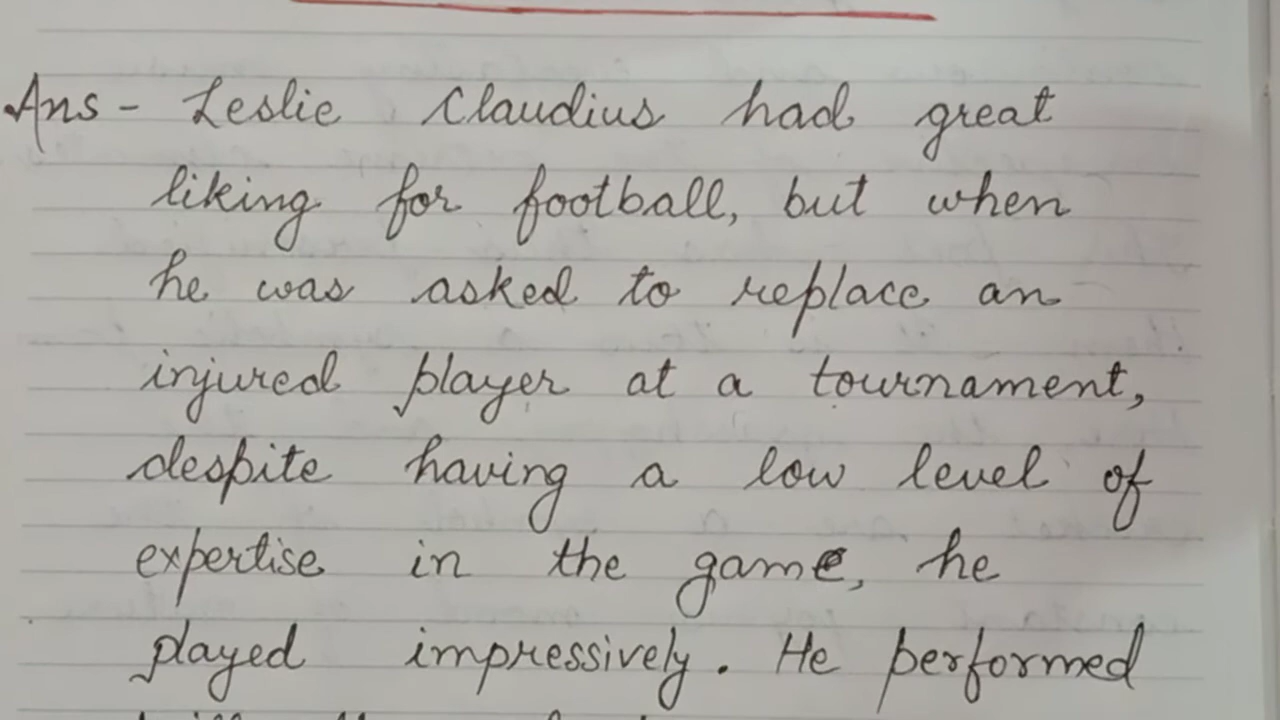 Ans - Leslie Claudius had great
liking for football, but when
he was asked to replace an
injured player at a tournament,
despite having a low level of
expertise in the game, he
played impressively. He performed